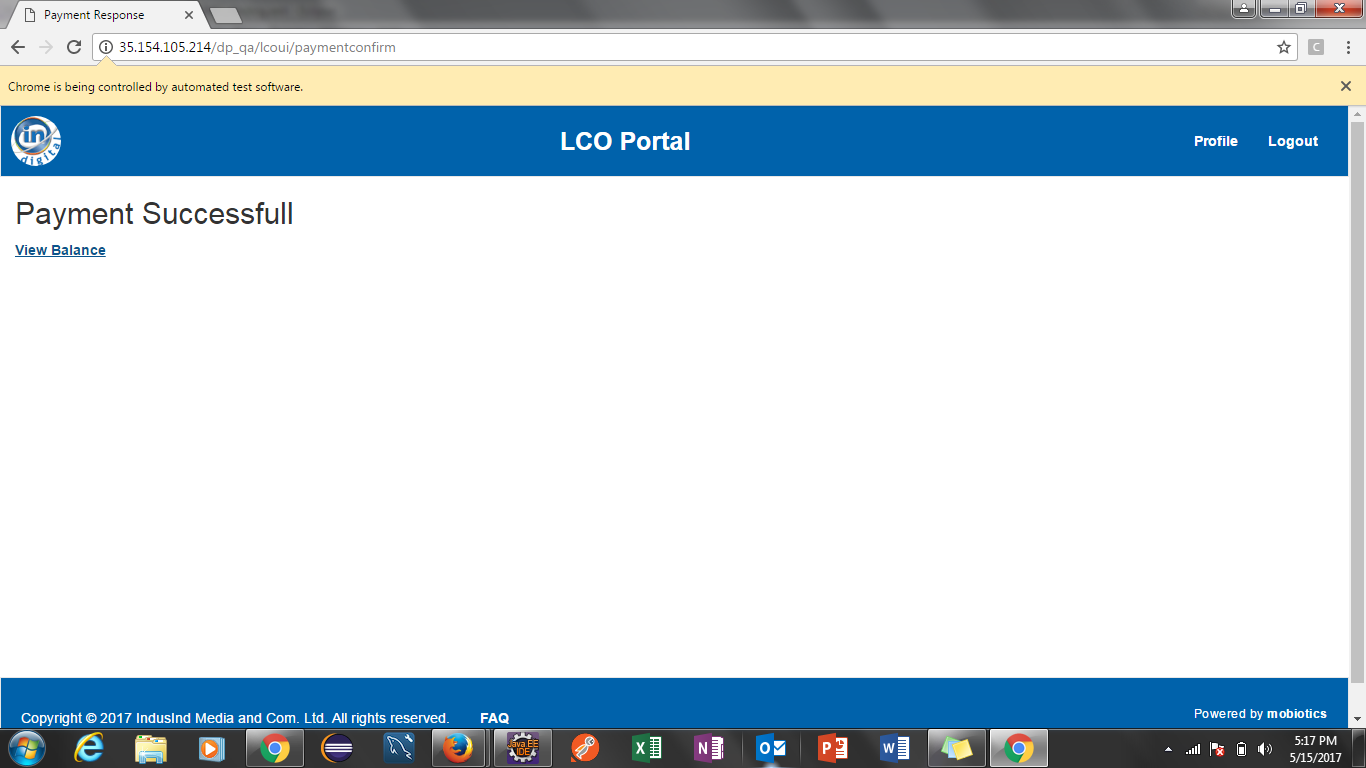 Payment Response
35.154.105.214/dp_qa/lcoui/paymentconfirm
C
Chrome is being controlled by automated test software.
in
digital
LCO Portal
Profile
Logout
Payment Successfull
View Balance
Copyright © 2017 IndusInd Media and Com. Ltd. All rights reserved.
FAQ
Powered by mobiotics
Java EE
IDE
5:17 PM
5/15/2017